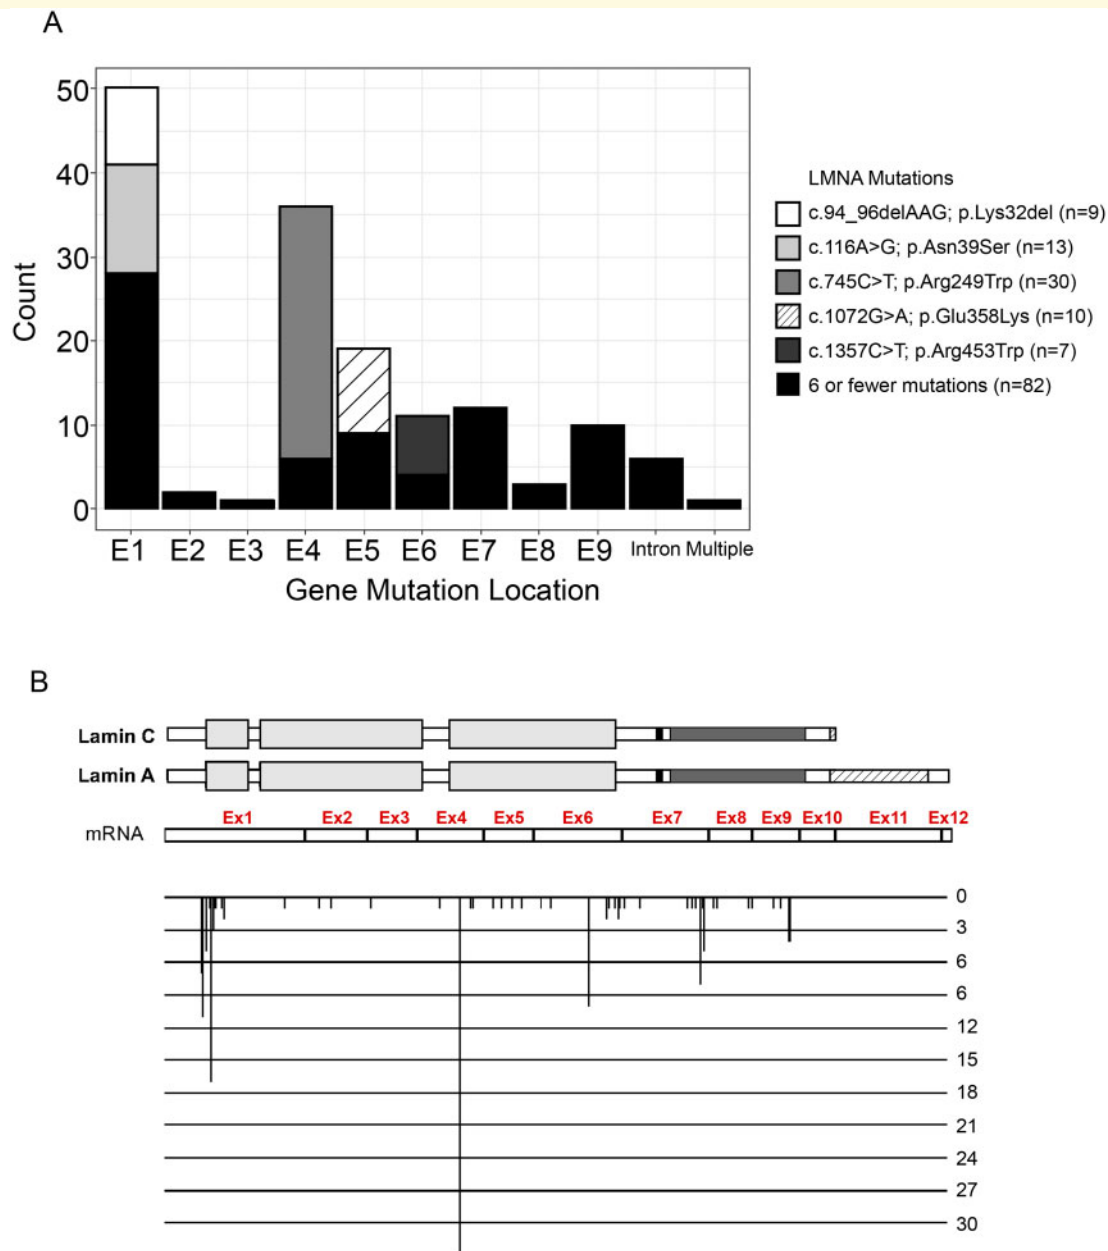 A
50
40
30
20
10
0
Count
E1 E2 E3 E4 E5 E6 E7 E8 E9 Intron Multiple
Gene Mutation Location
LMNA Mutations
c.94_96delAAG; p.Lys32del (n=9)
c.116A>G; p.Asn39Ser (n=13)
c.745C>T; p.Arg249Trp (n=30)
c.1072G>A; p.Glu358Lys (n=10)
c.1357C>T; p.Arg453Trp (n=7)
6 or fewer mutations (n=82)
B
Lamin C
Lamin A
Ex1 Ex2 Ex3 Ex4 Ex5 Ex6 Ex7 Ex8 Ex9 Ex10 Ex11 Ex12
mRNA
0
3
6
6
12
15
18
21
24
27
30